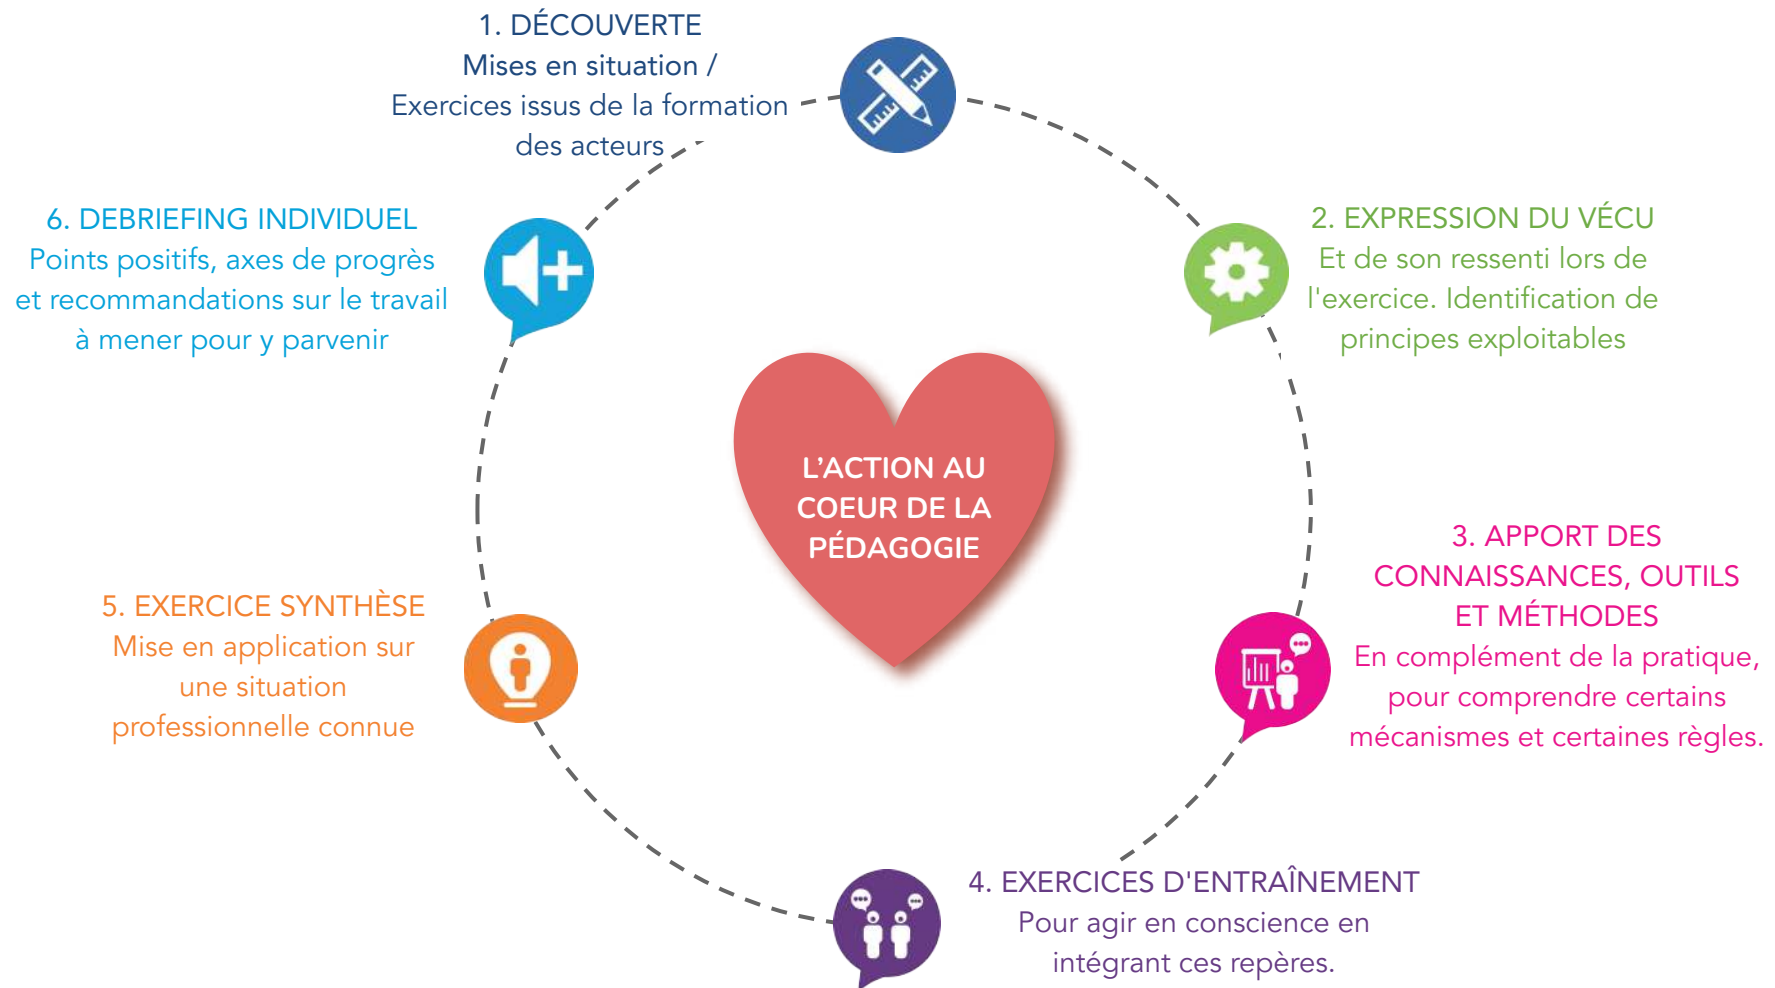 1. DÉCOUVERTE
Mises en situation /
Exercices issus de la formation
des acteurs
2. EXPRESSION DU VÉCU
Et de son ressenti lors de
l'exercice. Identification de
principes exploitables
3. APPORT DES
CONNAISSANCES, OUTILS
ET MÉTHODES
En complément de la pratique,
pour comprendre certains
mécanismes et certaines règles.
4. EXERCICES D'ENTRAÎNEMENT
Pour agir en conscience en
intégrant ces repères.
5. EXERCICE SYNTHÈSE
Mise en application sur
une situation
professionnelle connue
6. DEBRIEFING INDIVIDUEL
Points positifs, axes de progrès
et recommandations sur le travail
à mener pour y parvenir
L’ACTION AU
COEUR DE LA
PÉDAGOGIE